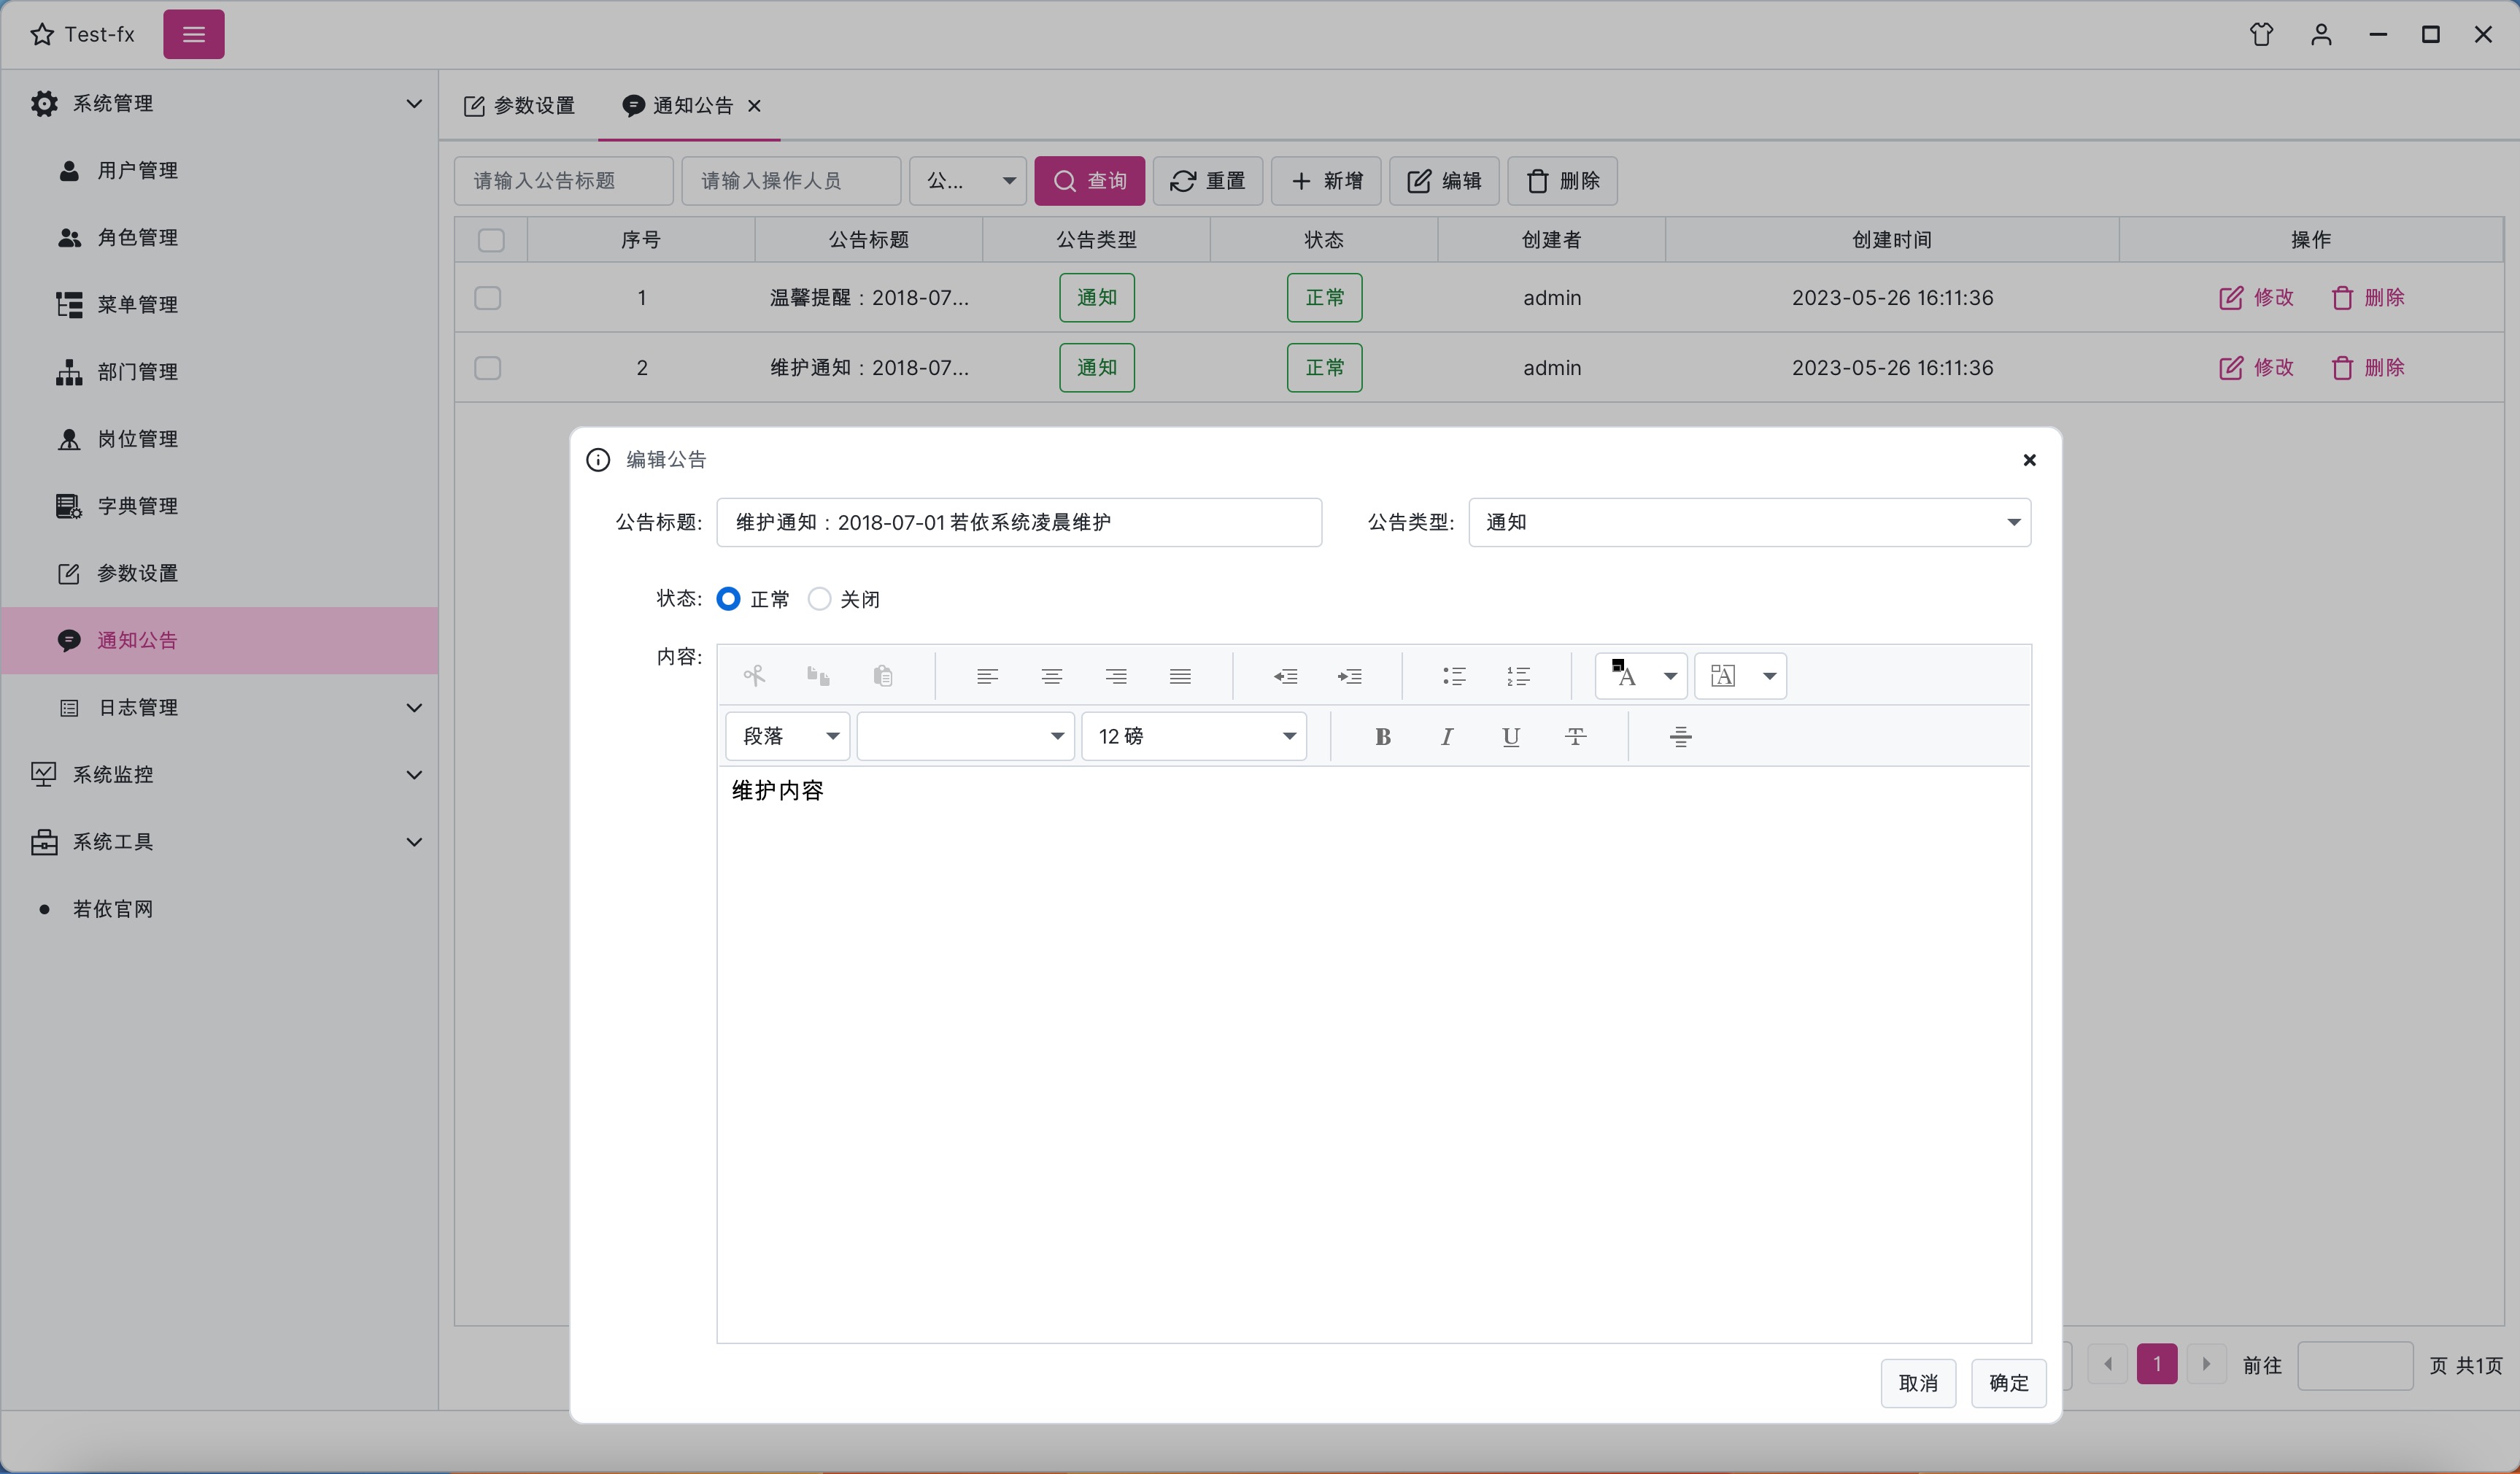 Test-fx
系统管理
用户管理
角色管理
菜单管理
部门管理
岗位管理
字典管理
参数设置
通知公告
日志管理
系统监控
系统工具
若依官网
参数设置 通知公告
请输入公告标题 请输入操作人员 公... 查询 重置 新增 编辑 删除
序号 公告标题 公告类型 状态 创建者 创建时间 操作
1 温馨提醒：2018-07... 通知 正常 admin 2023-05-26 16:11:36 修改 删除
2 维护通知：2018-07... 通知 正常 admin 2023-05-26 16:11:36 修改 删除
编辑公告
公告标题: 维护通知：2018-07-01若依系统凌晨维护 公告类型: 通知
状态: 正常 关闭
内容:
段落 12 磅
维护内容
取消 确定
1 前往 页 共1页